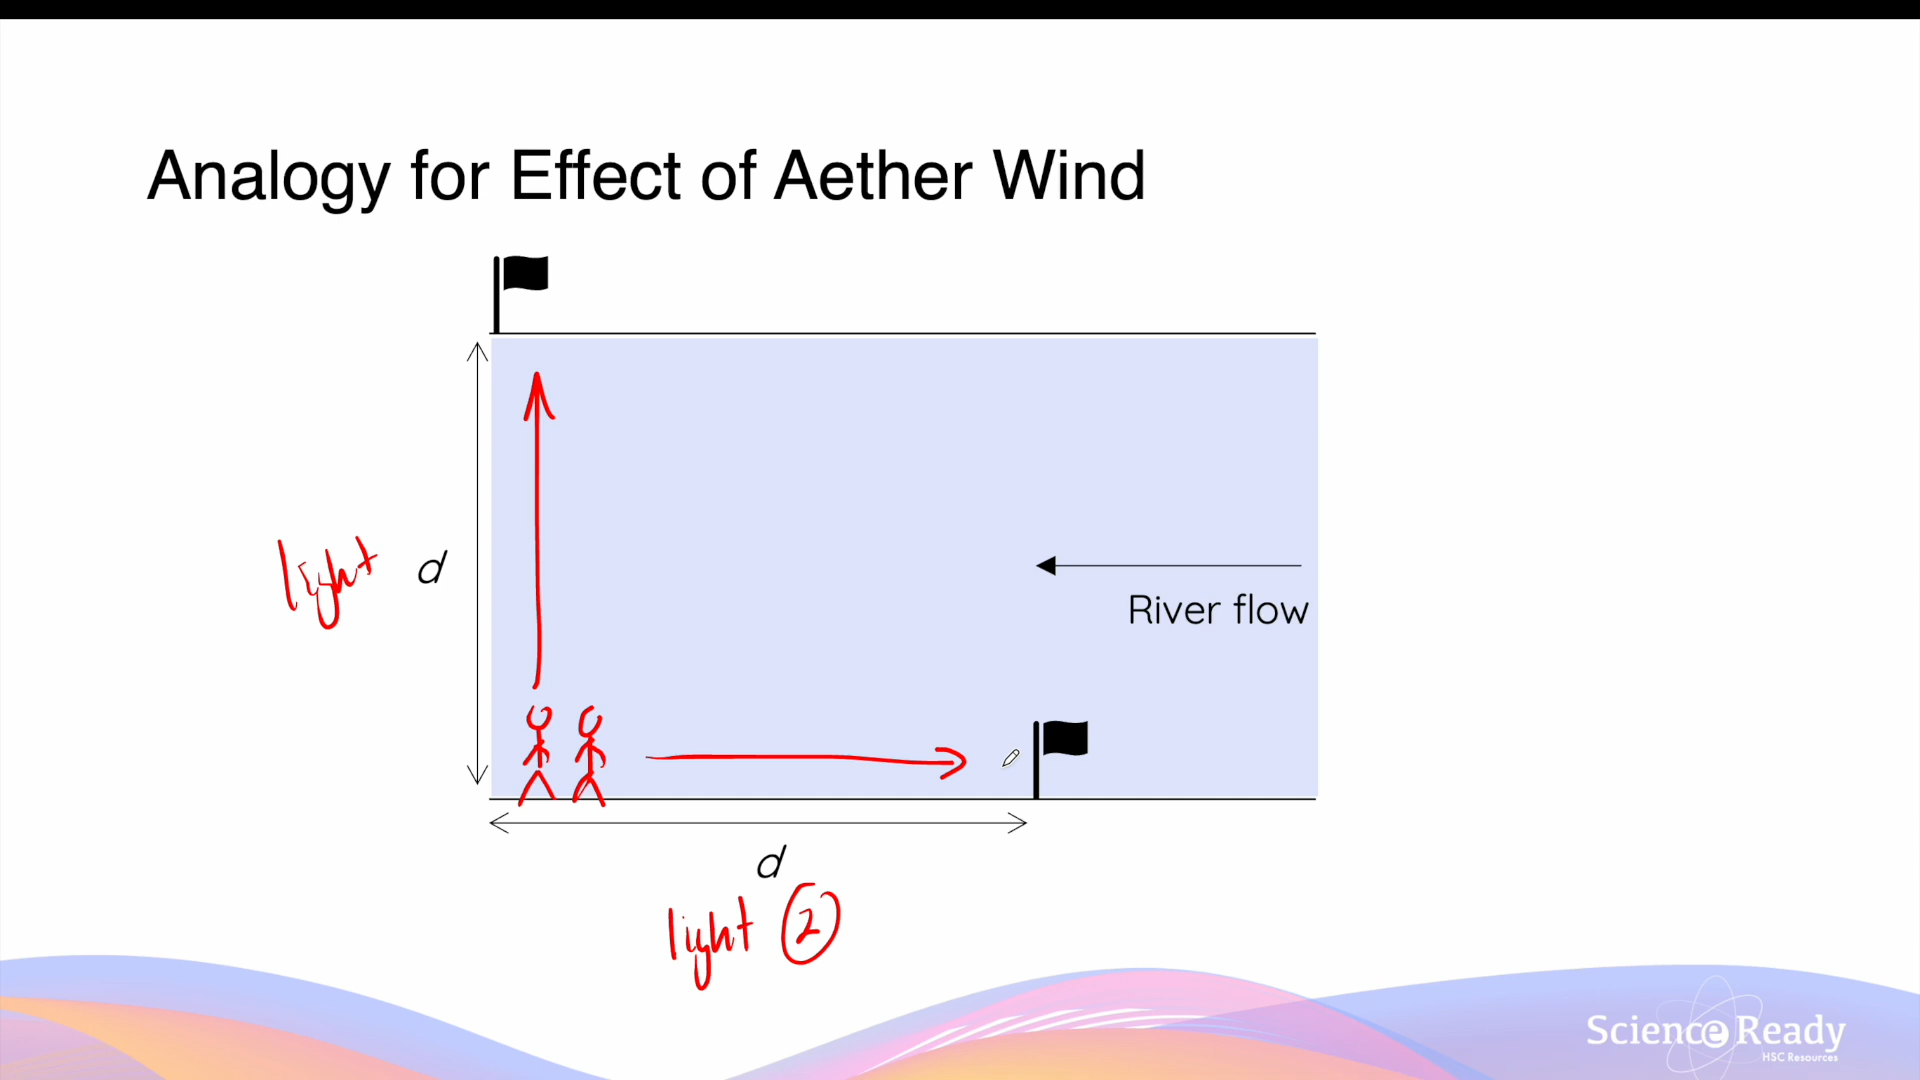 Analogy for Effect of Aether Wind
light d
River flow
d
light 2
Science Ready
HSC Resources